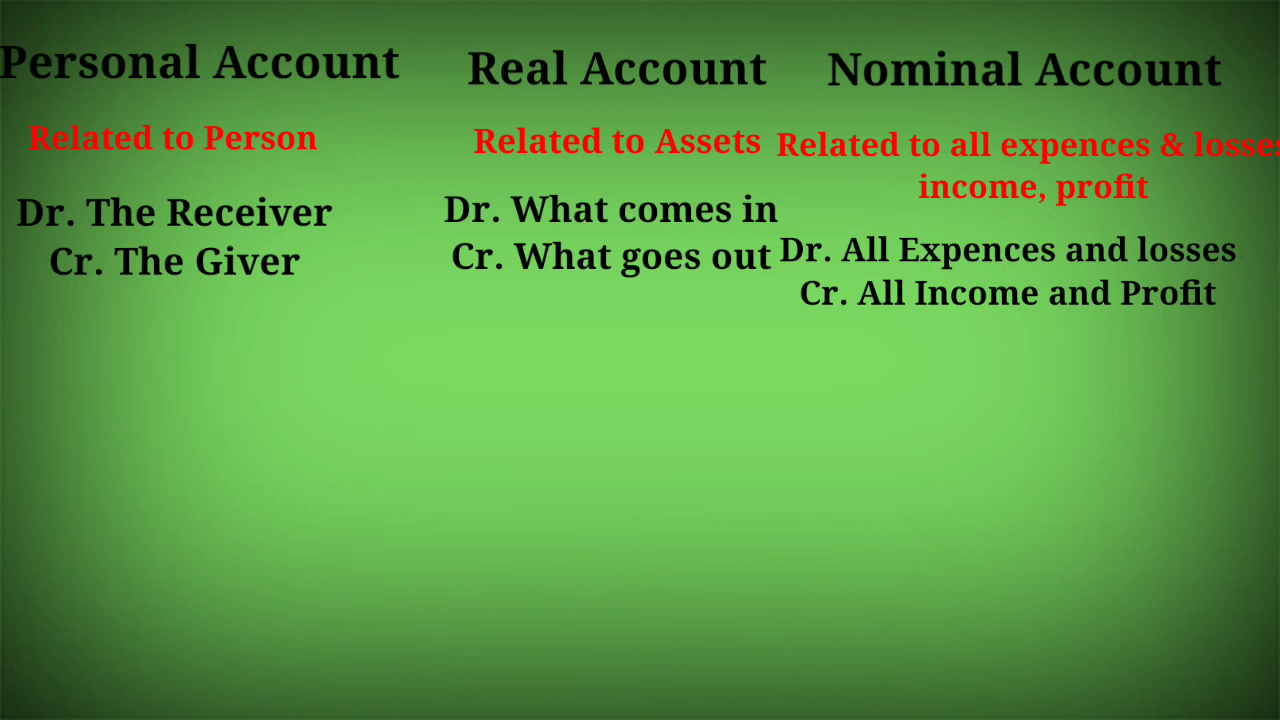 Personal Account
Related to Person
Dr. The Receiver
Cr. The Giver
Real Account
Related to Assets
Dr. What comes in
Cr. What goes out
Nominal Account
Related to all expences & losses
income, profit
Dr. All Expences and losses
Cr. All Income and Profit